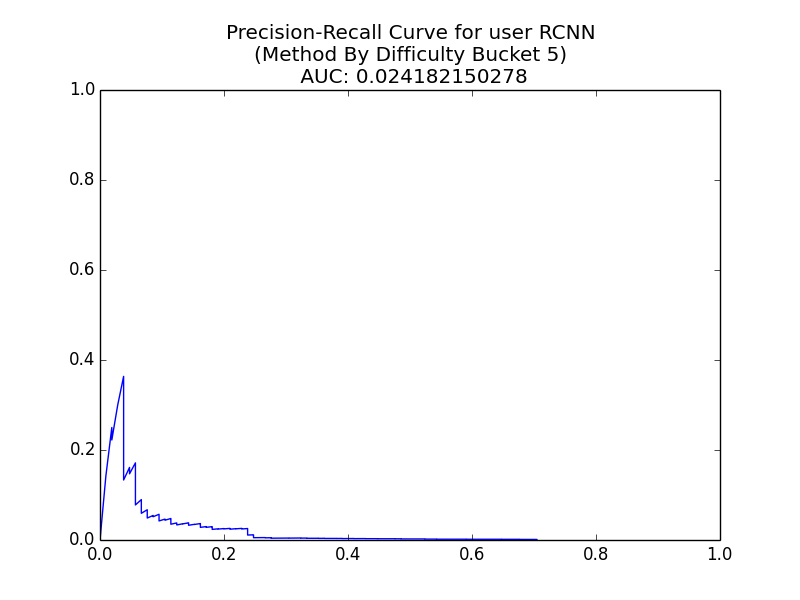 Precision-Recall Curve for user RCNN
(Method By Difficulty Bucket 5)
AUC: 0.024182150278
1.0
0.8
0.6
0.4
0.2
0.0
0.0 0.2 0.4 0.6 0.8 1.0